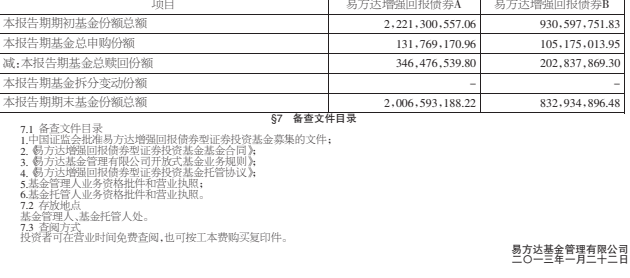 项目 易方达增强回报债券A 易方达增强回报债券B
本报告期期初基金份额总额 2,221,300,557.06 930,597,751.83
本报告期基金总申购份额 131,769,170.96 105,175,013.95
减:本报告期基金总赎回份额 346,476,539.80 202,837,869.30
本报告期基金拆分变动份额 – –
本报告期期末基金份额总额 2,006,593,188.22 832,934,896.48
§7 备查文件目录
7.1 备查文件目录
1.中国证监会批准易方达增强回报债券型证券投资基金募集的文件;
2.《易方达增强回报债券型证券投资基金基金合同》;
3.《易方达基金管理有限公司开放式基金业务规则》;
4.《易方达增强回报债券型证券投资基金托管协议》;
5.基金管理人业务资格批件和营业执照;
6.基金托管人业务资格批件和营业执照。
7.2 存放地点
基金管理人、基金托管人处。
7.3 查阅方式
投资者可在营业时间免费查阅,也可按工本费购买复印件。
易方达基金管理有限公司
二〇一三年一月二十二日